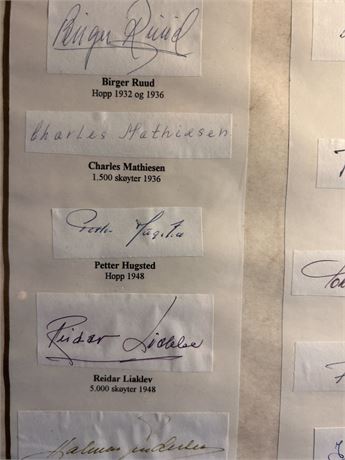 Birger Ruud
Birger Ruud
Hopp 1932 og 1936
Charles Mathiesen
Charles Mathiesen
1.500 skøyter 1936
Petter Hugsted
Petter Hugsted
Hopp 1948
Reidar Liaklev
Reidar Liaklev
5.000 skøyter 1948